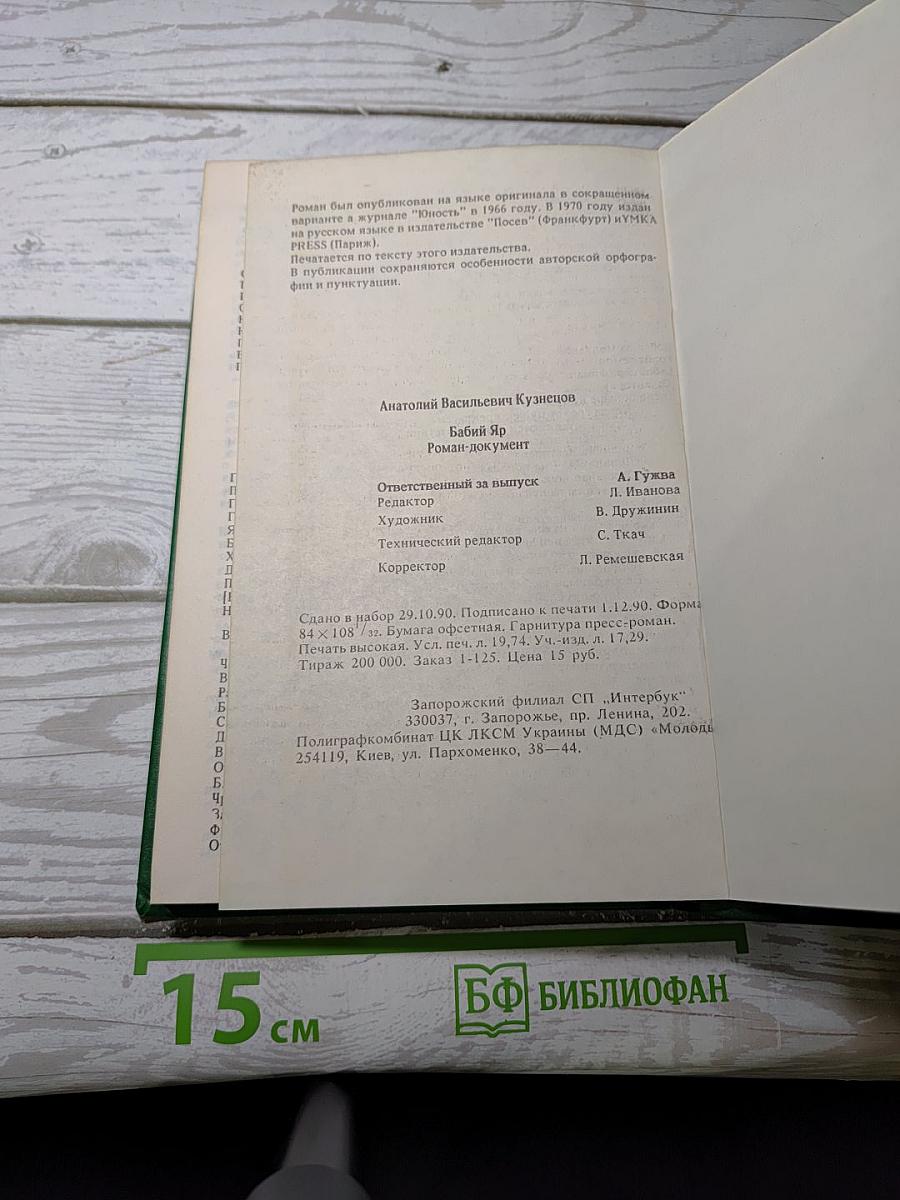 Роман был опубликован на языке оригинала в сокращенном
варианте а журнале "Юность" в 1966 году. В 1970 году издан
на русском языке в издательстве "Посев" (Франкфурт) иYMKA
PRESS (Париж).
Печатается по тексту этого издательства.
В публикации сохраняются особенности авторской орфогра-
фии и пунктуации.
Анатолий Васильевич Кузнецов
Бабий Яр
Роман-документ
Ответственный за выпуск А. Гужва
Редактор Л. Иванова
Художник В. Дружинин
Технический редактор С. Ткач
Корректор Л. Ремешевская
Сдано в набор 29.10.90. Подписано к печати 1.12.90. Форма
84 × 108 1/32. Бумага офсетная. Гарнитура пресс-роман.
Печать высокая. Усл. печ. л. 19,74. Уч.-изд. л. 17,29.
Тираж 200 000. Заказ 1-125. Цена 15 руб.
Запорожский филиал СП „Интербук"
330037, г. Запорожье, пр. Ленина, 202.
Полиграфкомбинат ЦК ЛКСМ Украины (МДС) «Молодь
254119, Киев, ул. Пархоменко, 38—44.
15 см
БФ БИБЛИОФАН